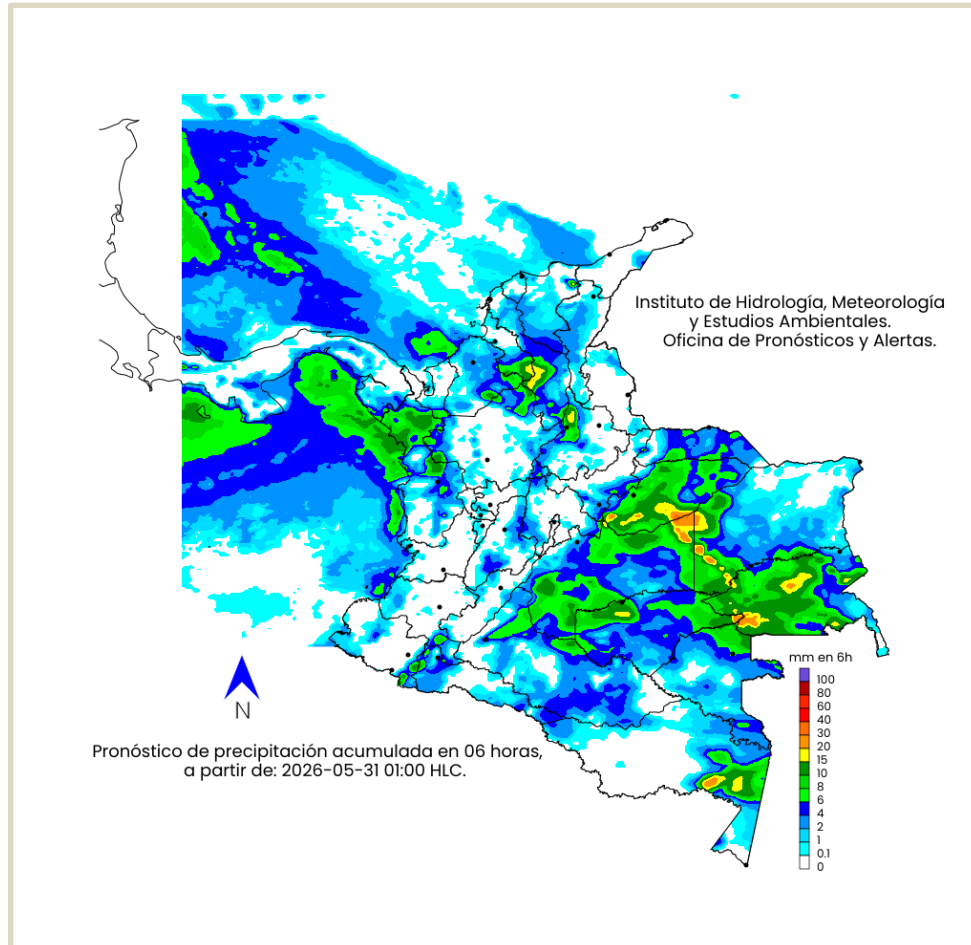 Instituto de Hidrología, Meteorología
y Estudios Ambientales.
Oficina de Pronósticos y Alertas.
N
Pronóstico de precipitación acumulada en 06 horas,
a partir de: 2026-05-31 01:00 HLC.
mm en 6h
100
80
60
40
30
20
15
10
8
6
4
2
1
0.1
0